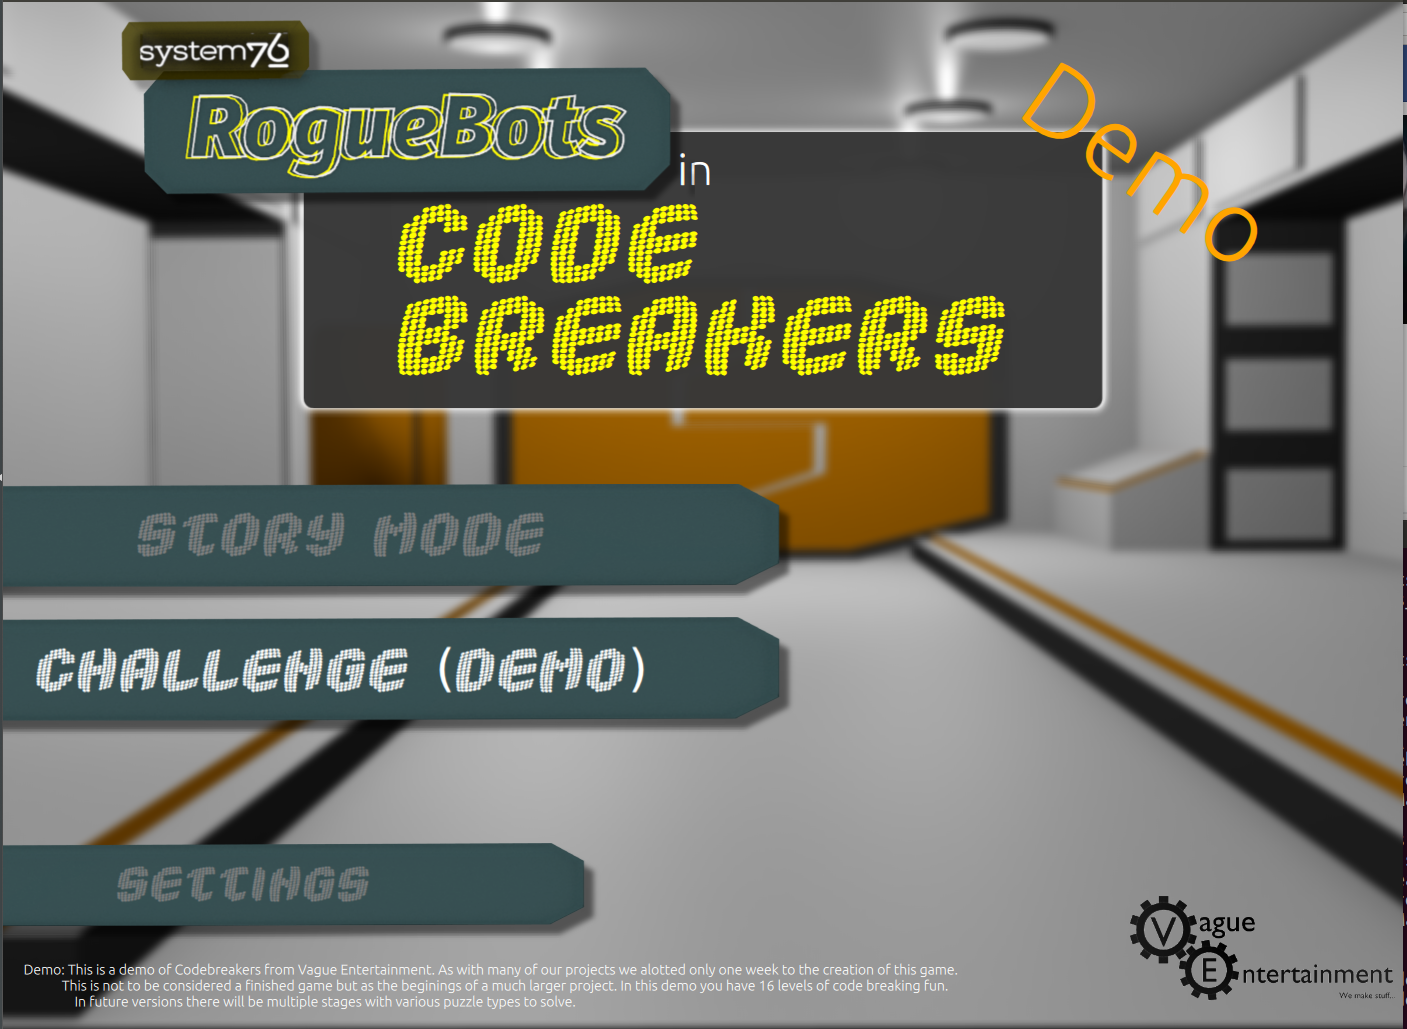 system76
RogueBots
in
Demo
CODE
BREAKERS
STORY MODE
CHALLENGE (DEMO)
SETTINGS
Demo: This is a demo of Codebreakers from Vague Entertainment. As with many of our projects we alotted only one week to the creation of this game.
This is not to be considered a finished game but as the beginings of a much larger project. In this demo you have 16 levels of code breaking fun.
In future versions there will be multiple stages with various puzzle types to solve.
Vague
Entertainment
We make stuff...